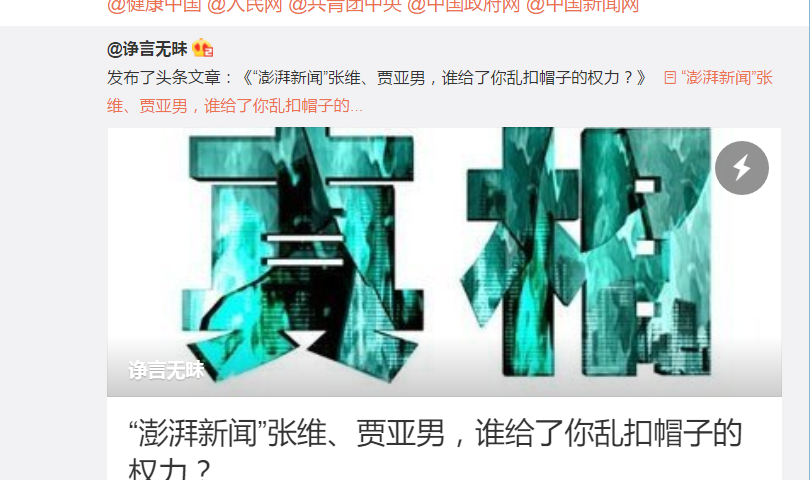 @健康中国 @人民网 @共青团中央 @中国政府网 @中国新闻网
@诤言无昧
发布了头条文章：《“澎湃新闻”张维、贾亚男，谁给了你乱扣帽子的权力？》 “澎湃新闻”张
维、贾亚男，谁给了你乱扣帽子的...
真相
诤言无昧
“澎湃新闻”张维、贾亚男，谁给了你乱扣帽子的
权力？